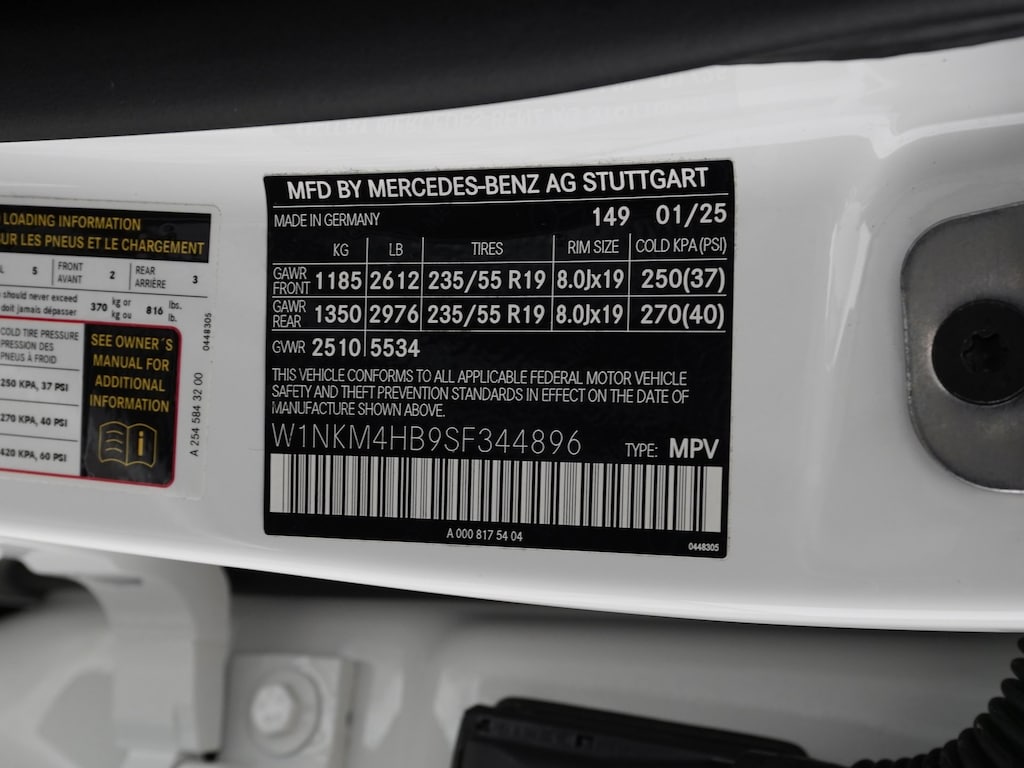 MFD BY MERCEDES-BENZ AG STUTTGART
MADE IN GERMANY 149 01/25
KG LB TIRES RIM SIZE COLD KPA (PSI)
GAWR FRONT 1185 2612 235/55 R19 8.0Jx19 250(37)
GAWR REAR 1350 2976 235/55 R19 8.0Jx19 270(40)
GVWR 2510 5534
THIS VEHICLE CONFORMS TO ALL APPLICABLE FEDERAL MOTOR VEHICLE
SAFETY AND THEFT PREVENTION STANDARDS IN EFFECT ON THE DATE OF
MANUFACTURE SHOWN ABOVE.
W1NKM4HB9SF344896 TYPE: MPV
A 000 817 54 04
0448305
LOADING INFORMATION
SUR LES PNEUS ET LE CHARGEMENT
5 FRONT AVANT 2 REAR ARRIÈRE 3
should never exceed
doit jamais dépasser 370 kg or kg ou 816 lbs. lb.
COLD TIRE PRESSURE
PRESSION DES
PNEUS À FROID
250 KPA, 37 PSI
270 KPA, 40 PSI
420 KPA, 60 PSI
SEE OWNER´S
MANUAL FOR
ADDITIONAL
INFORMATION
i
0448305
A 254 584 32 00